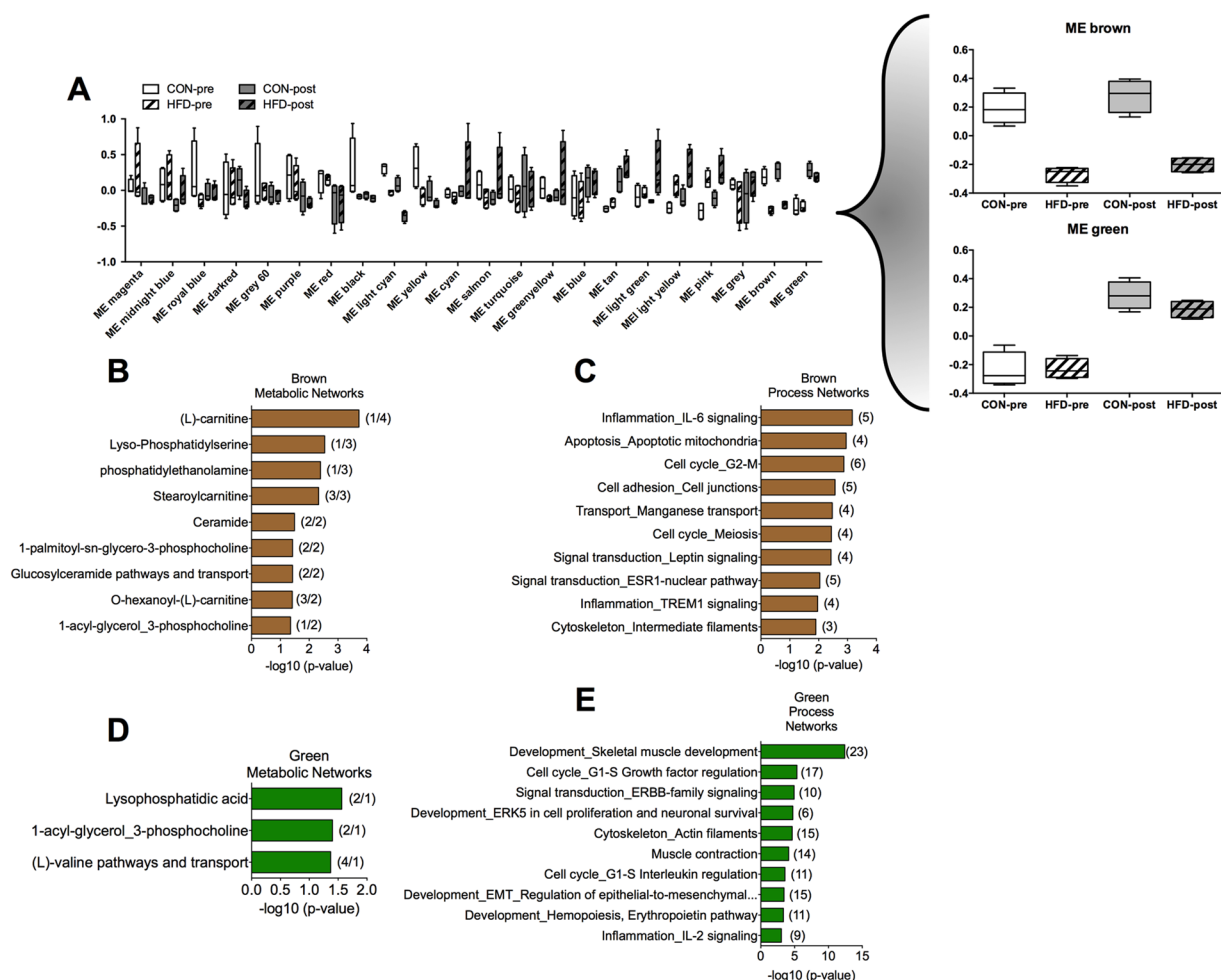 A
CON-pre
CON-post
HFD-pre
HFD-post
1.0
0.5
0.0
-0.5
-1.0
ME magenta
ME midnight blue
ME royal blue
ME darkred
ME grey 60
ME purple
ME red
ME black
ME light cyan
ME yellow
ME cyan
ME salmon
ME turquoise
ME greenyellow
ME blue
ME tan
ME light green
MEl ight yellow
ME pink
ME grey
ME brown
ME green
ME brown
0.6
0.4
0.2
0.0
-0.2
-0.4
CON-pre HFD-pre CON-post HFD-post
ME green
0.6
0.4
0.2
0.0
-0.2
-0.4
CON-pre HFD-pre CON-post HFD-post
B
Brown
Metabolic Networks
(L)-carnitine (1/4)
Lyso-Phosphatidylserine (1/3)
phosphatidylethanolamine (1/3)
Stearoylcarnitine (3/3)
Ceramide (2/2)
1-palmitoyl-sn-glycero-3-phosphocholine (2/2)
Glucosylceramide pathways and transport (2/2)
O-hexanoyl-(L)-carnitine (3/2)
1-acyl-glycerol_3-phosphocholine (1/2)
0 1 2 3 4
-log10 (p-value)
C
Brown
Process Networks
Inflammation_IL-6 signaling (5)
Apoptosis_Apoptotic mitochondria (4)
Cell cycle_G2-M (6)
Cell adhesion_Cell junctions (5)
Transport_Manganese transport (4)
Cell cycle_Meiosis (4)
Signal transduction_Leptin signaling (4)
Signal transduction_ESR1-nuclear pathway (5)
Inflammation_TREM1 signaling (4)
Cytoskeleton_Intermediate filaments (3)
0 1 2 3 4
-log10 (p-value)
D
Green
Metabolic Networks
Lysophosphatidic acid (2/1)
1-acyl-glycerol_3-phosphocholine (2/1)
(L)-valine pathways and transport (4/1)
0.0 0.5 1.0 1.5 2.0
-log10 (p-value)
E
Green
Process
Networks
Development_Skeletal muscle development (23)
Cell cycle_G1-S Growth factor regulation (17)
Signal transduction_ERBB-family signaling (10)
Development_ERK5 in cell proliferation and neuronal survival (6)
Cytoskeleton_Actin filaments (15)
Muscle contraction (14)
Cell cycle_G1-S Interleukin regulation (11)
Development_EMT_Regulation of epithelial-to-mesenchymal... (15)
Development_Hemopoiesis, Erythropoietin pathway (11)
Inflammation_IL-2 signaling (9)
0 5 10 15
-log10 (p-value)